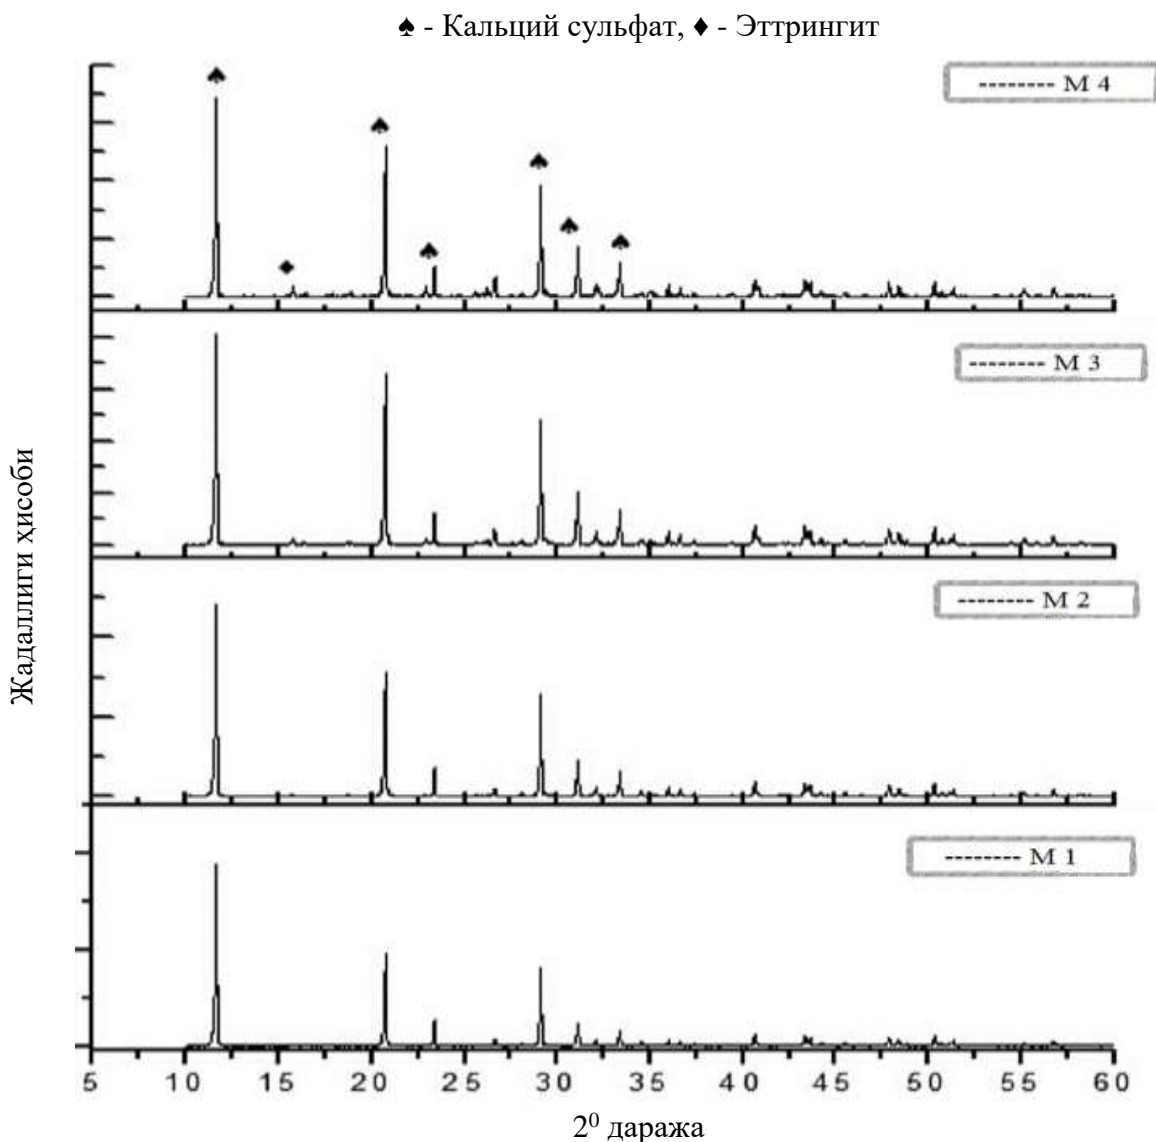 ♠ - Кальций сульфат, ♦ - Эттрингит
-------- М 4
-------- М 3
-------- М 2
-------- М 1
Жадаллиги ҳисоби
5 10 15 20 25 30 35 40 45 50 55 60
2⁰ даража